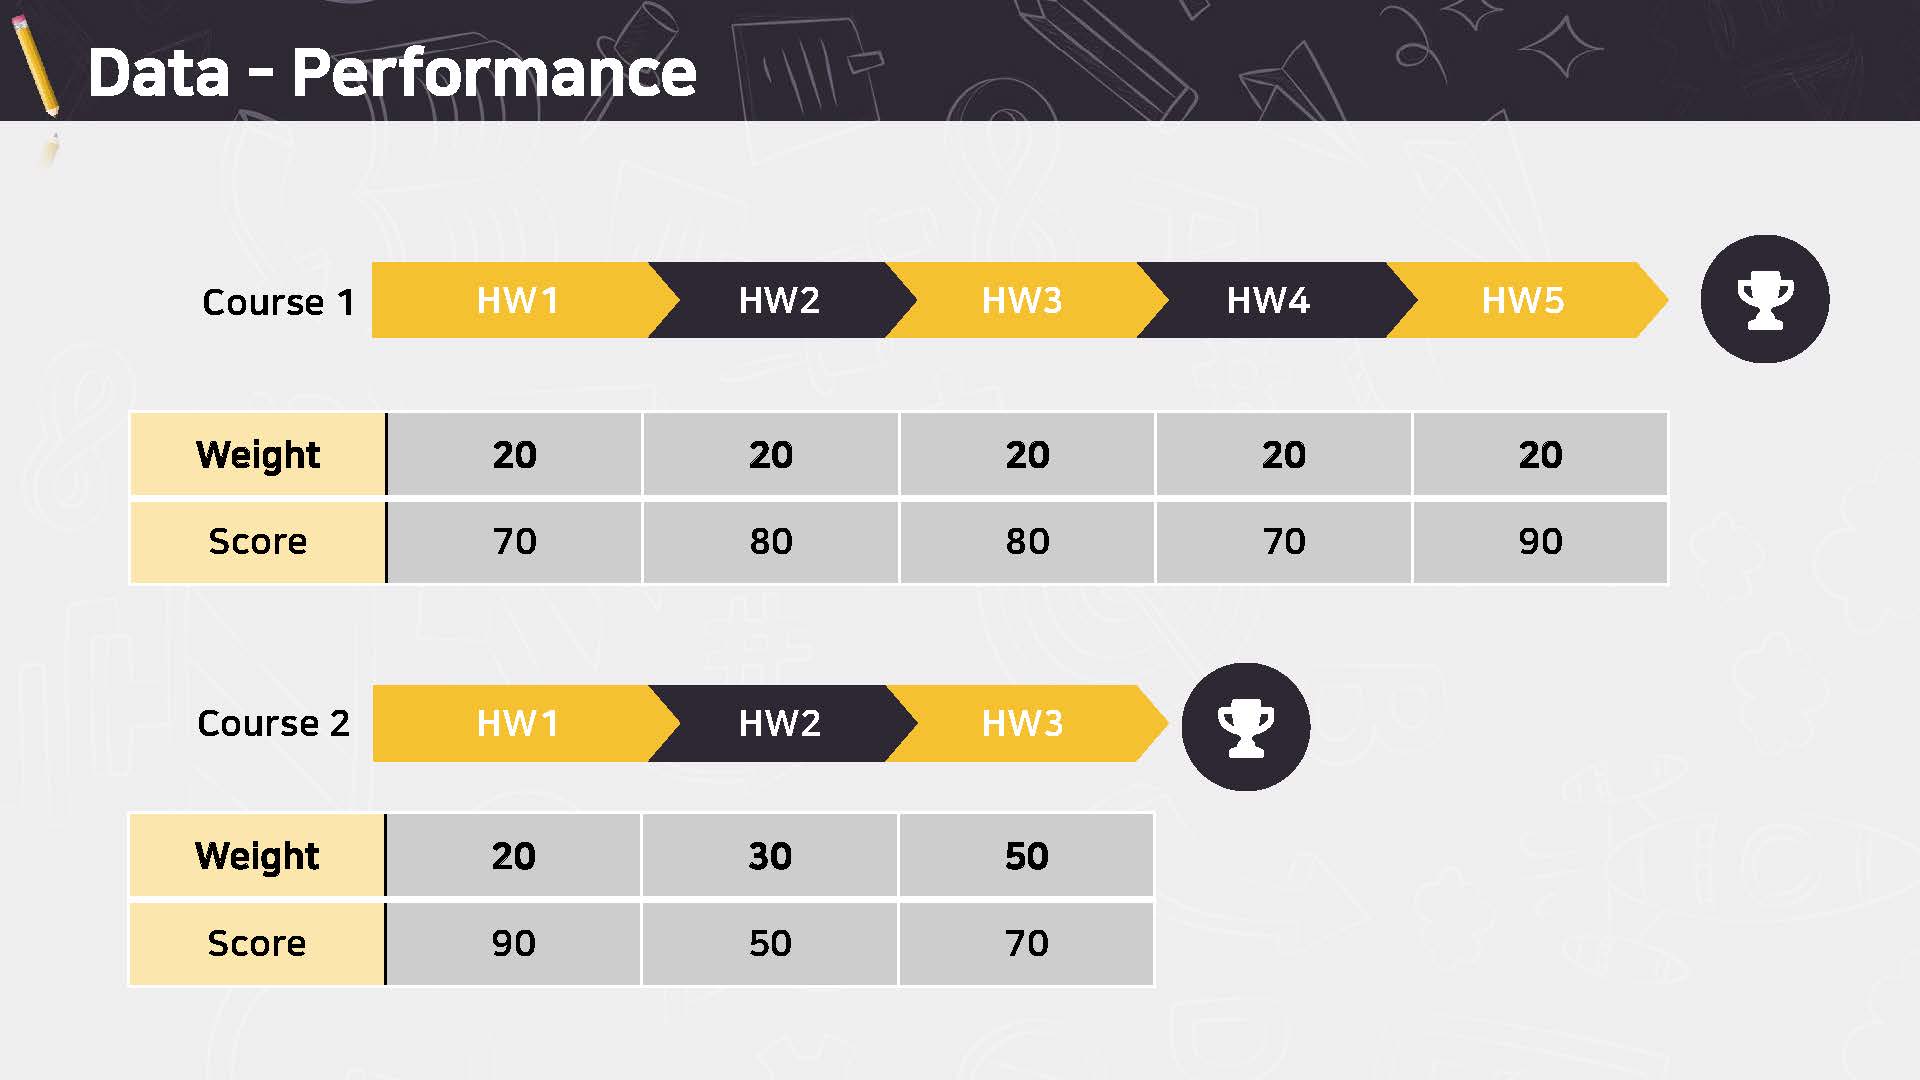 Data - Performance
Course 1 HW1 HW2 HW3 HW4 HW5
Weight 20 20 20 20 20
Score 70 80 80 70 90
Course 2 HW1 HW2 HW3
Weight 20 30 50
Score 90 50 70